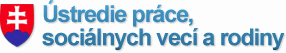 Ústredie práce,
sociálnych vecí a rodiny